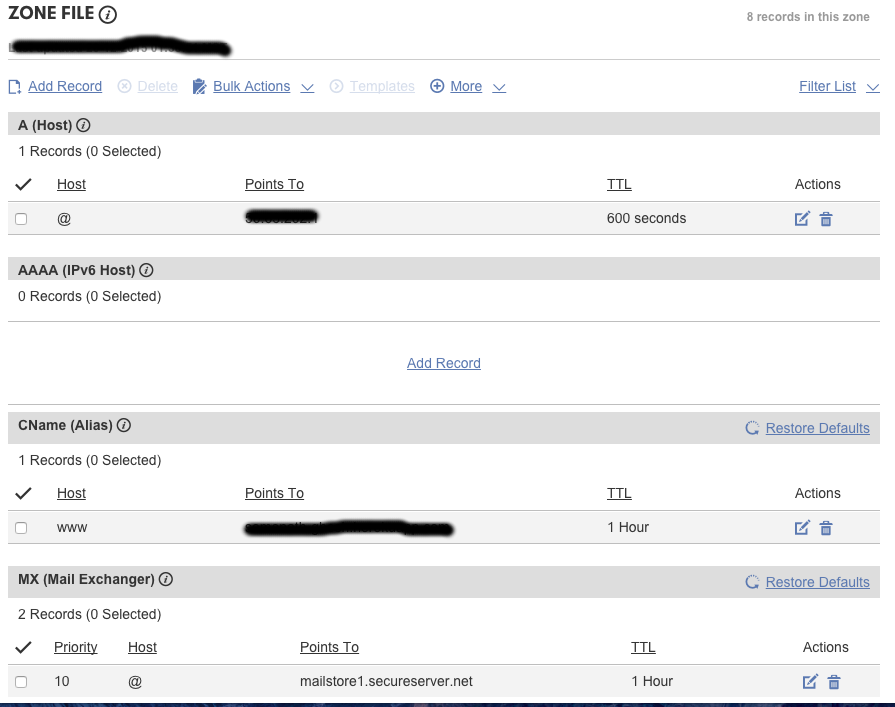 ZONE FILE
8 records in this zone
Add Record Delete Bulk Actions Templates More Filter List
A (Host)
1 Records (0 Selected)
Host Points To TTL Actions
@ 600 seconds
AAAA (IPv6 Host)
0 Records (0 Selected)
Add Record
CName (Alias) Restore Defaults
1 Records (0 Selected)
Host Points To TTL Actions
www 1 Hour
MX (Mail Exchanger) Restore Defaults
2 Records (0 Selected)
Priority Host Points To TTL Actions
10 @ mailstore1.secureserver.net 1 Hour